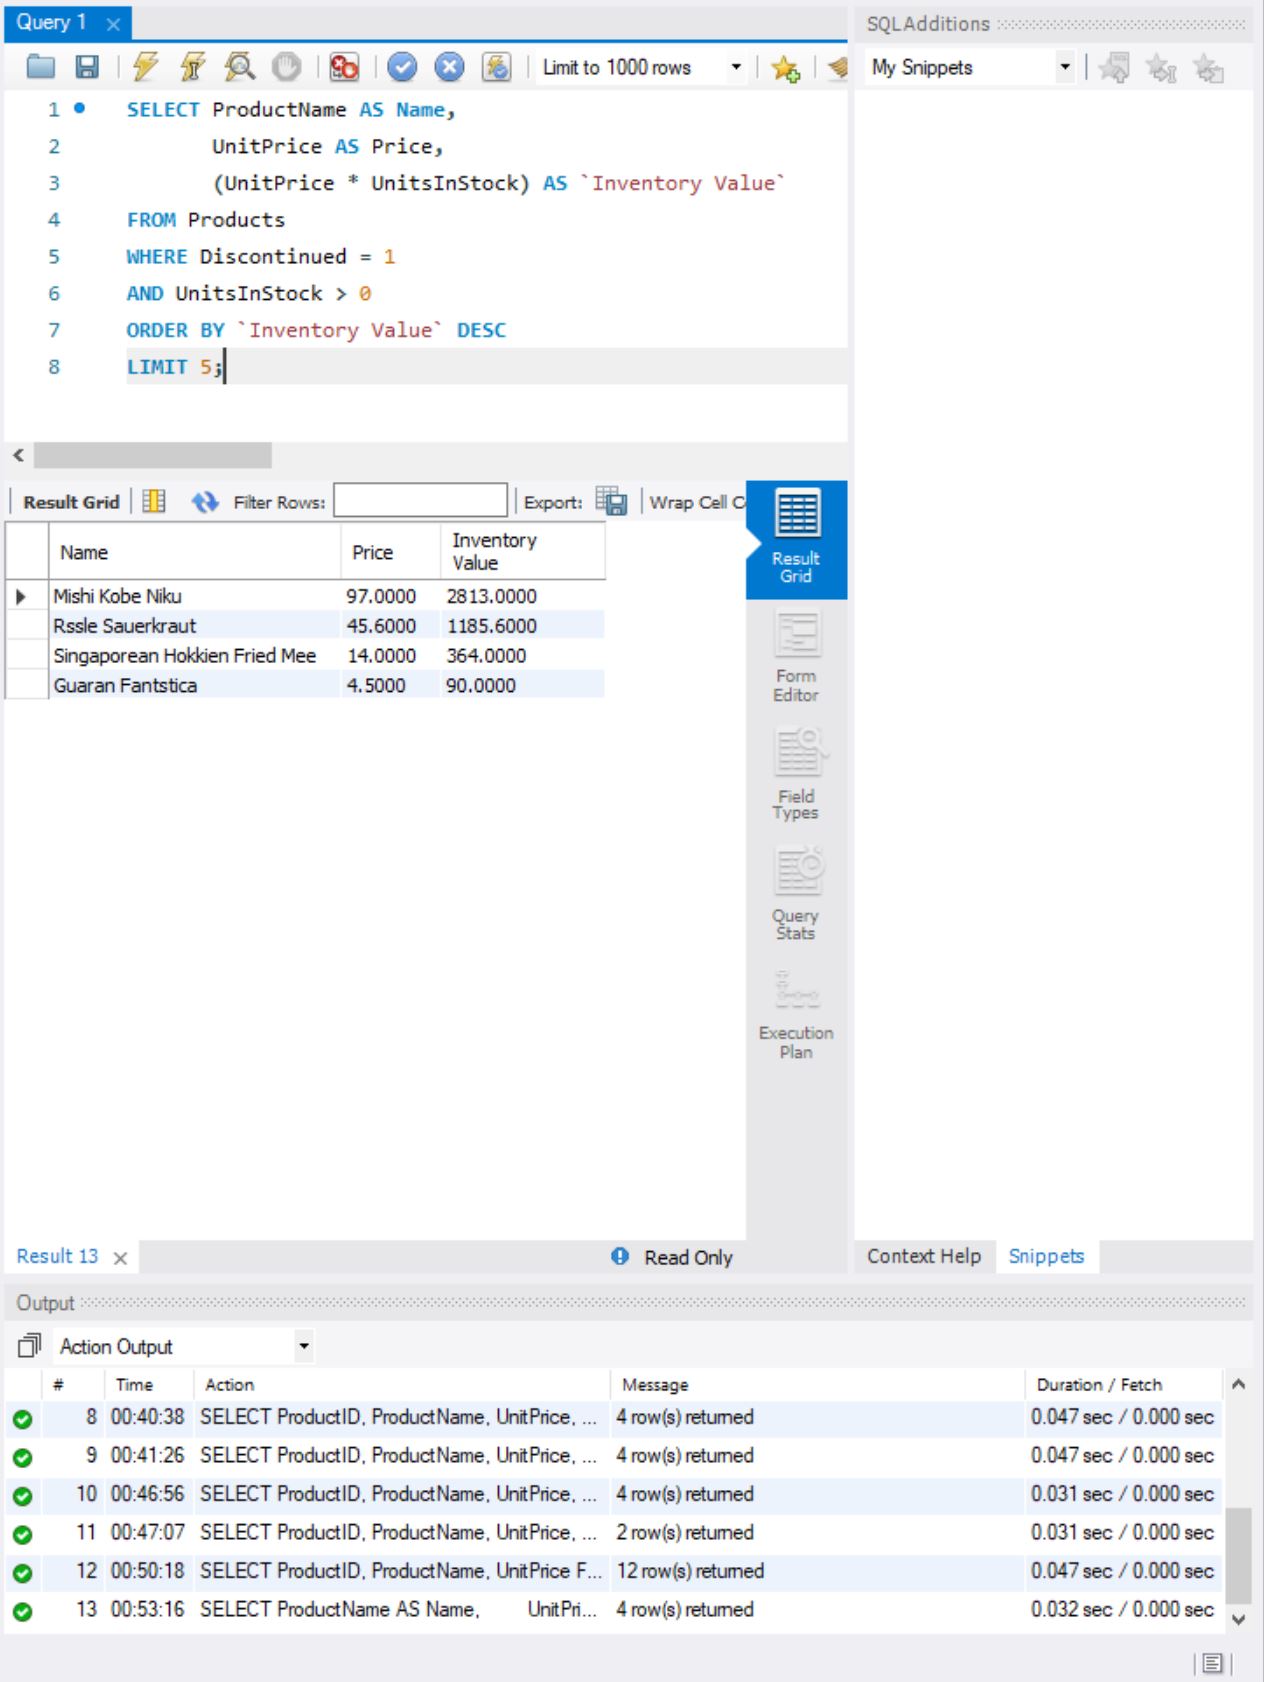 Query 1
SQLAdditions
Limit to 1000 rows
My Snippets
1 SELECT ProductName AS Name,
2 UnitPrice AS Price,
3 (UnitPrice * UnitsInStock) AS `Inventory Value`
4 FROM Products
5 WHERE Discontinued = 1
6 AND UnitsInStock > 0
7 ORDER BY `Inventory Value` DESC
8 LIMIT 5;
Result Grid Filter Rows: Export: Wrap Cell C
Name Price Inventory Value
Mishi Kobe Niku 97.0000 2813.0000
Rssle Sauerkraut 45.6000 1185.6000
Singaporean Hokkien Fried Mee 14.0000 364.0000
Guaran Fantstica 4.5000 90.0000
Result
Grid
Form
Editor
Field
Types
Query
Stats
Execution
Plan
Result 13 Read Only
Context Help Snippets
Output
Action Output
# Time Action Message Duration / Fetch
8 00:40:38 SELECT ProductID, ProductName, UnitPrice, ... 4 row(s) returned 0.047 sec / 0.000 sec
9 00:41:26 SELECT ProductID, ProductName, UnitPrice, ... 4 row(s) returned 0.047 sec / 0.000 sec
10 00:46:56 SELECT ProductID, ProductName, UnitPrice, ... 4 row(s) returned 0.031 sec / 0.000 sec
11 00:47:07 SELECT ProductID, ProductName, UnitPrice, ... 2 row(s) returned 0.031 sec / 0.000 sec
12 00:50:18 SELECT ProductID, ProductName, UnitPrice F... 12 row(s) returned 0.047 sec / 0.000 sec
13 00:53:16 SELECT ProductName AS Name, UnitPri... 4 row(s) returned 0.032 sec / 0.000 sec